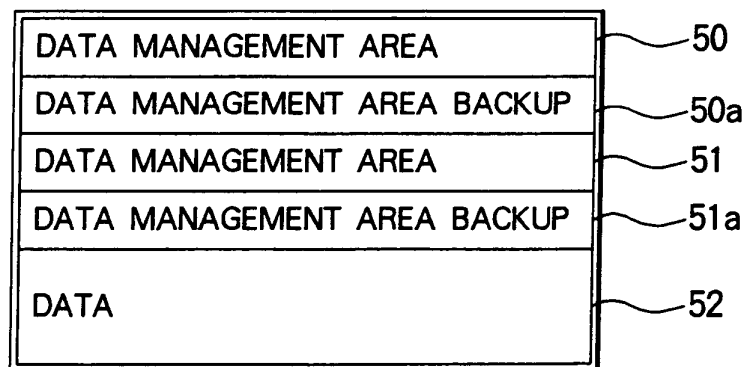 DATA MANAGEMENT AREA 50
DATA MANAGEMENT AREA BACKUP 50a
DATA MANAGEMENT AREA 51
DATA MANAGEMENT AREA BACKUP 51a
DATA 52